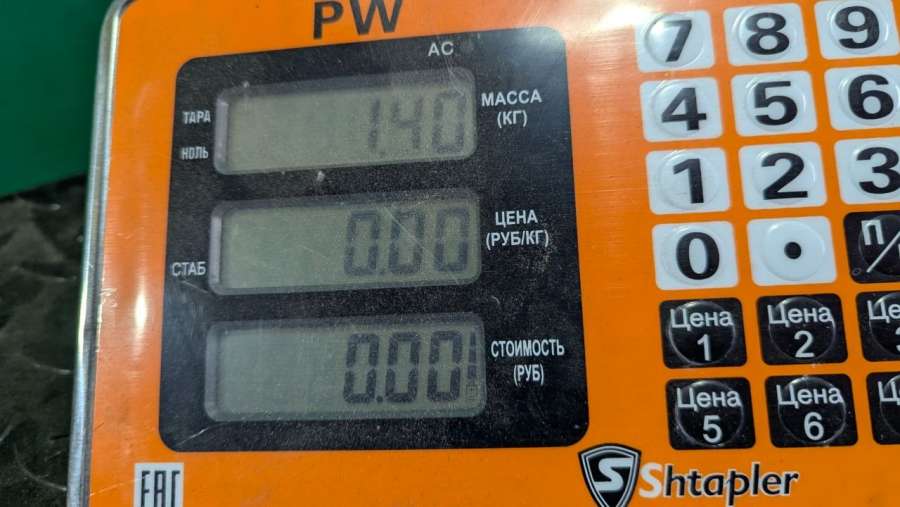 PW
AC
ТАРА
НОЛЬ
1.40
МАССА
(КГ)
СТАБ
0.00
ЦЕНА
(РУБ/КГ)
0.00
СТОИМОСТЬ
(РУБ)
7 8 9
4 5 6
1 2 3
0 • П/
Цена 1
Цена 2
Цена 5
Цена 6
EAC
S Shtapler